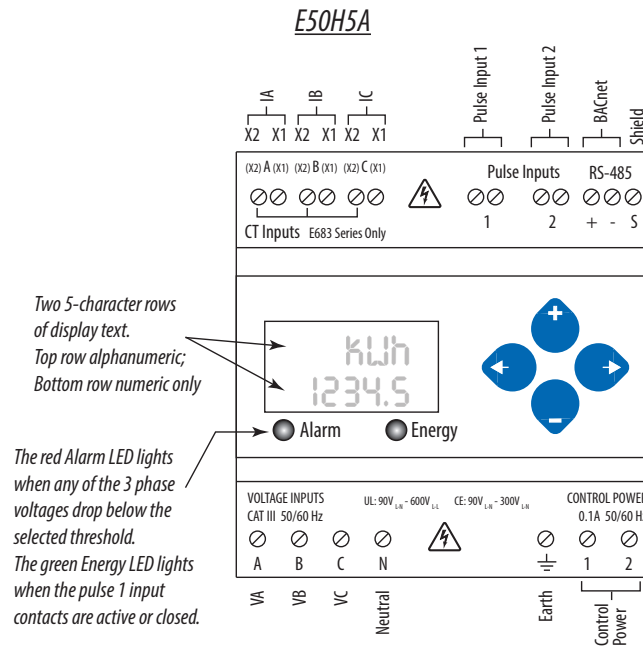 E50H5A
Pulse Input 1
Pulse Input 2
BACnet
Shield
IA
IB
IC
X2 X1 X2 X1 X2 X1
(X2) A (X1) (X2) B (X1) (X2) C (X1)
Pulse Inputs
RS-485
1
2
+ - S
CT Inputs E683 Series Only
Two 5-character rows
of display text.
Top row alphanumeric;
Bottom row numeric only
kWh
1234.5
+
-
Alarm
Energy
The red Alarm LED lights
when any of the 3 phase
voltages drop below the
selected threshold.
The green Energy LED lights
when the pulse 1 input
contacts are active or closed.
VOLTAGE INPUTS
CAT III 50/60 Hz
UL: 90V L-N - 600V L-L
CE: 90V L-N - 300V L-N
CONTROL POWER
0.1A 50/60 H
A B C N
1 2
VA
VB
VC
Neutral
Earth
Control
Power